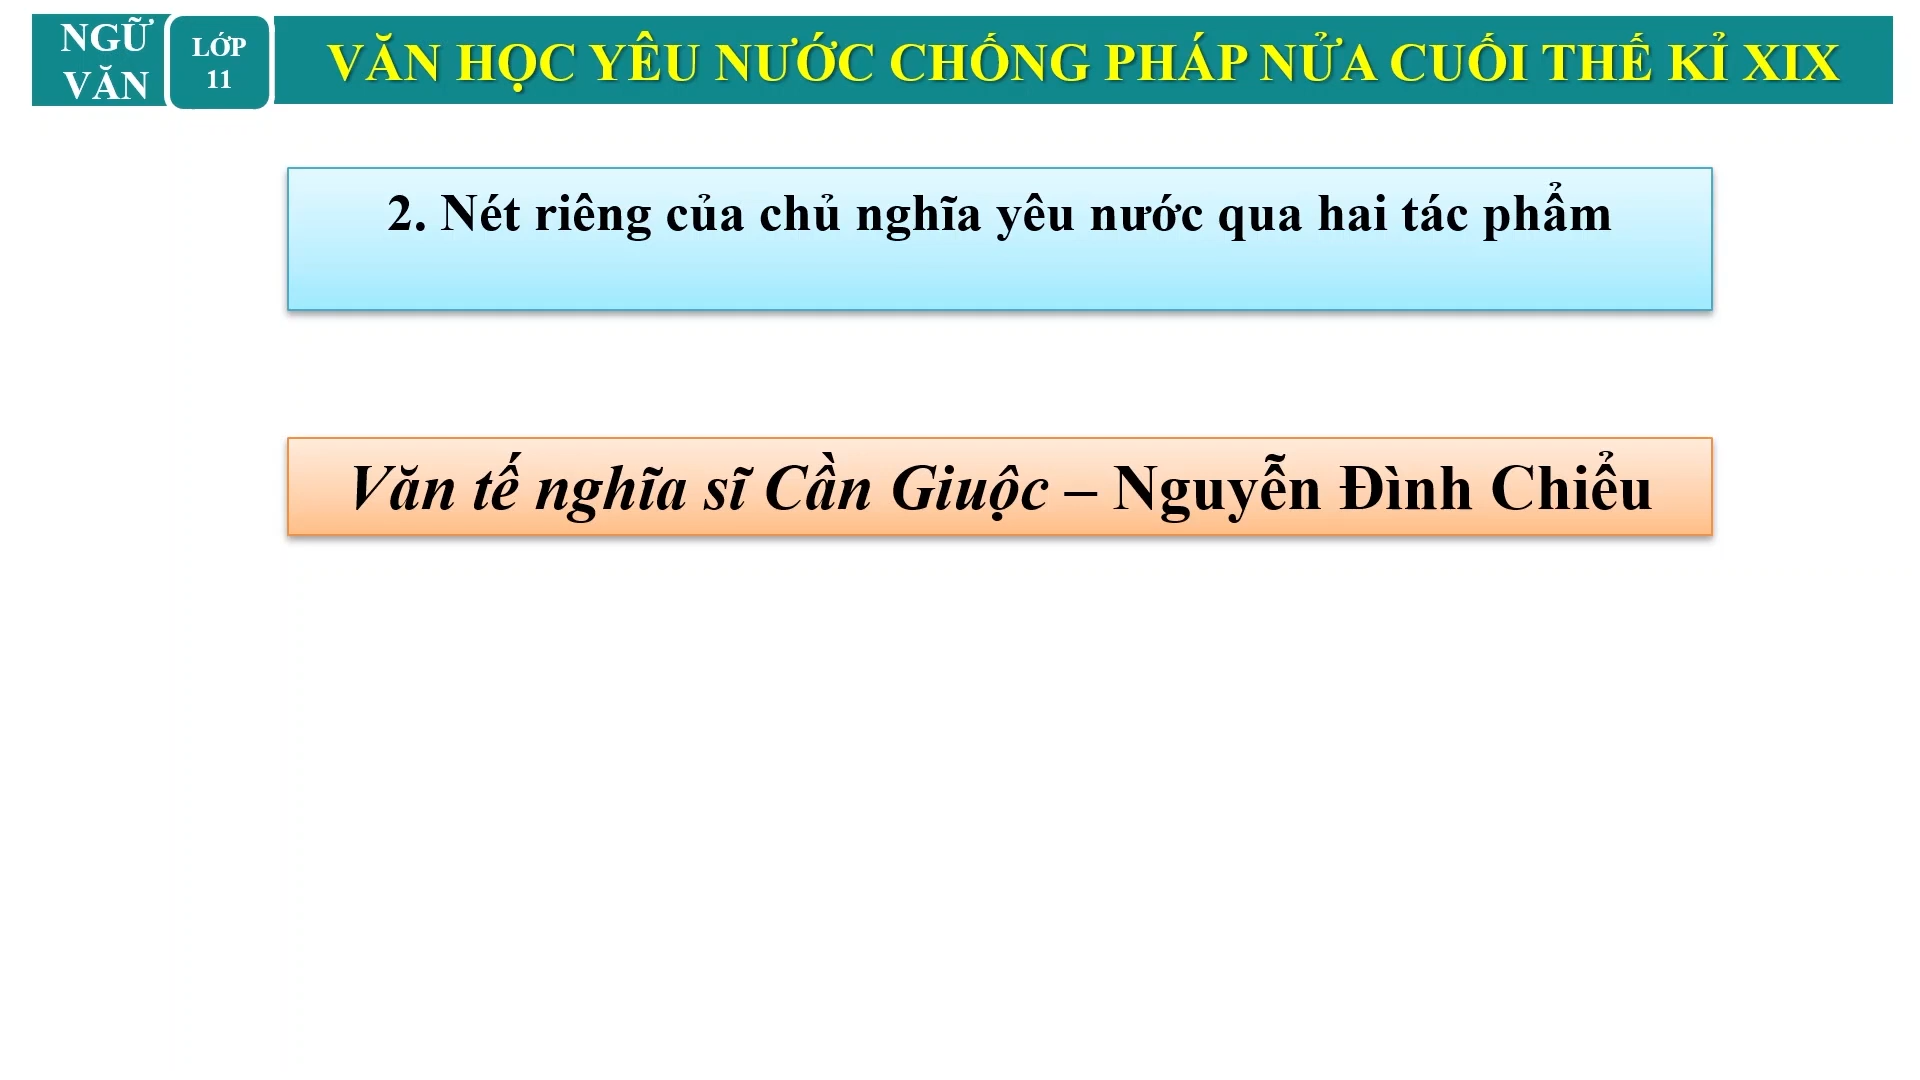 NGỮ
VĂN
LỚP
11
VĂN HỌC YÊU NƯỚC CHỐNG PHÁP NỬA CUỐI THẾ KỈ XIX
2. Nét riêng của chủ nghĩa yêu nước qua hai tác phẩm
Văn tế nghĩa sĩ Cần Giuộc – Nguyễn Đình Chiểu